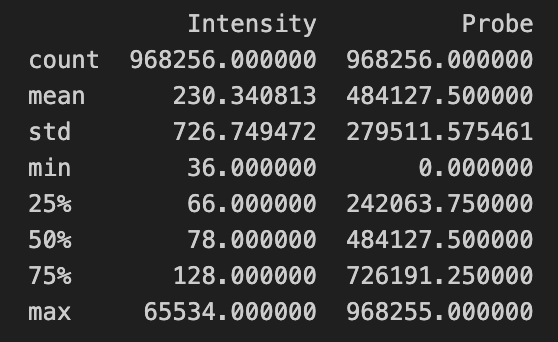 Intensity Probe
count 968256.000000 968256.000000
mean 230.340813 484127.500000
std 726.749472 279511.575461
min 36.000000 0.000000
25% 66.000000 242063.750000
50% 78.000000 484127.500000
75% 128.000000 726191.250000
max 65534.000000 968255.000000